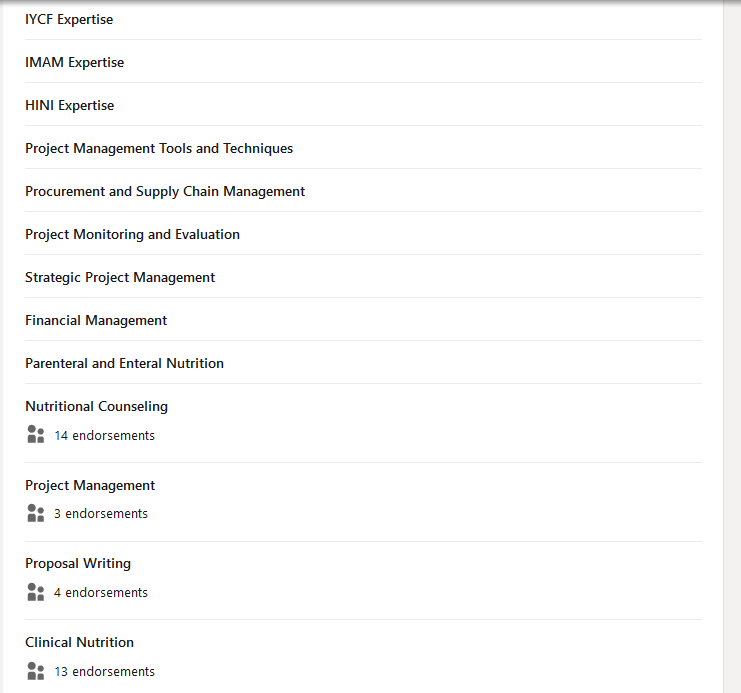 IYCF Expertise
IMAM Expertise
HINI Expertise
Project Management Tools and Techniques
Procurement and Supply Chain Management
Project Monitoring and Evaluation
Strategic Project Management
Financial Management
Parenteral and Enteral Nutrition
Nutritional Counseling
14 endorsements
Project Management
3 endorsements
Proposal Writing
4 endorsements
Clinical Nutrition
13 endorsements